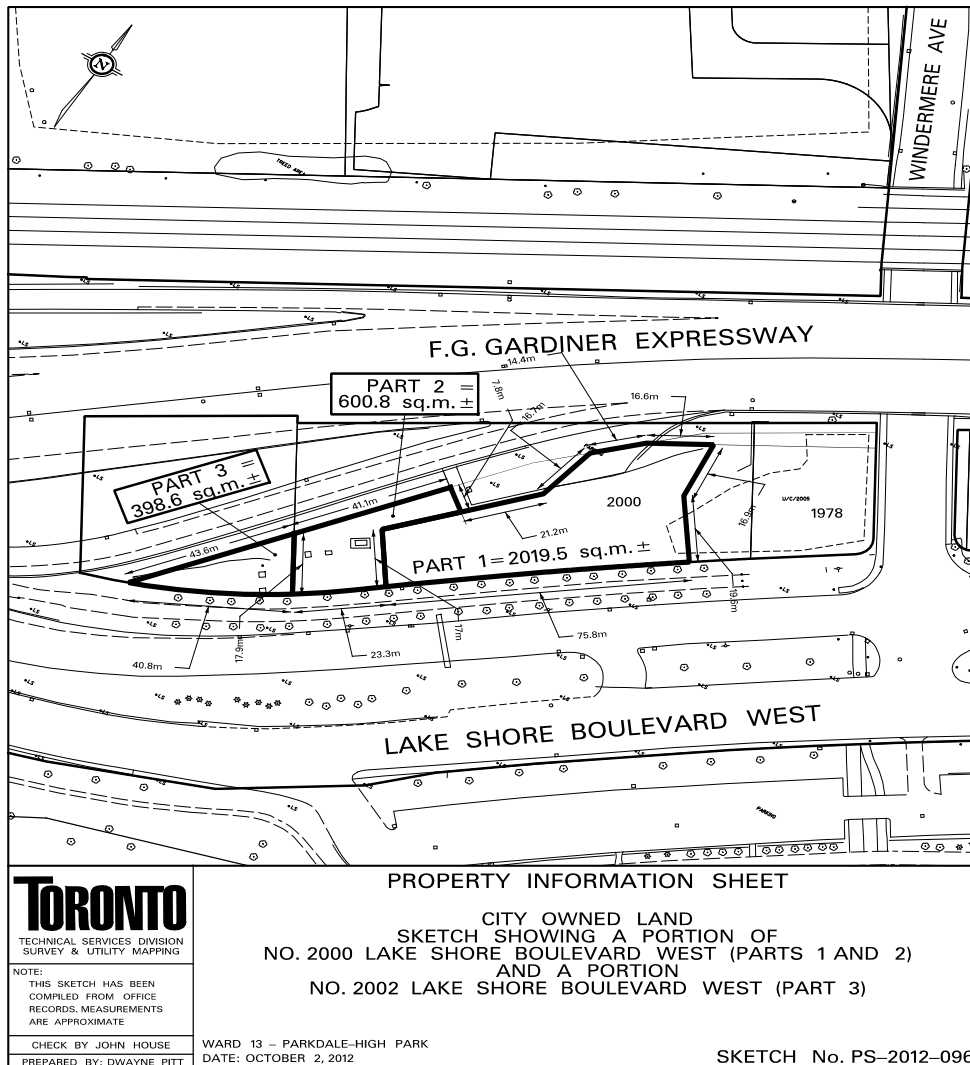 N
WINDERMERE AVE
TREED AREA
F.G. GARDINER EXPRESSWAY
14.4m
PART 2 =
600.8 sq.m. ±
7.8m
16.7m
16.6m
PART 3 =
398.6 sq.m. ±
41.1m
43.6m
2000
U/C/2005
1978
16.9m
21.2m
PART 1=2019.5 sq.m. ±
19.6m
17.9m
17m
40.8m
23.3m
75.8m
LS
LAKE SHORE BOULEVARD WEST
PARKING
TORONTO
TECHNICAL SERVICES DIVISION
SURVEY & UTILITY MAPPING
NOTE:
THIS SKETCH HAS BEEN
COMPILED FROM OFFICE
RECORDS. MEASUREMENTS
ARE APPROXIMATE
CHECK BY JOHN HOUSE
PREPARED BY: DWAYNE PITT
PROPERTY INFORMATION SHEET
CITY OWNED LAND
SKETCH SHOWING A PORTION OF
NO. 2000 LAKE SHORE BOULEVARD WEST (PARTS 1 AND 2)
AND A PORTION
NO. 2002 LAKE SHORE BOULEVARD WEST (PART 3)
WARD 13 – PARKDALE–HIGH PARK
DATE: OCTOBER 2, 2012
SKETCH No. PS–2012–096